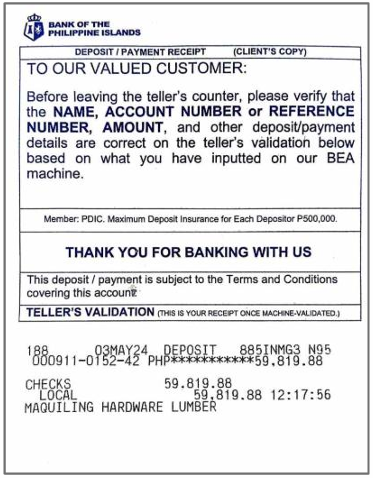 BANK OF THE
PHILIPPINE ISLANDS
DEPOSIT / PAYMENT RECEIPT (CLIENT'S COPY)
TO OUR VALUED CUSTOMER:
Before leaving the teller's counter, please verify that
the NAME, ACCOUNT NUMBER or REFERENCE
NUMBER, AMOUNT, and other deposit/payment
details are correct on the teller's validation below
based on what you have inputted on our BEA
machine.
Member: PDIC. Maximum Deposit Insurance for Each Depositor P500,000.
THANK YOU FOR BANKING WITH US
This deposit / payment is subject to the Terms and Conditions
covering this account
TELLER'S VALIDATION (THIS IS YOUR RECEIPT ONCE MACHINE-VALIDATED.)
188 03MAY24 DEPOSIT 885INMG3 N95
000911-0152-42 PHP***********59,819.88
CHECKS 59,819.88
LOCAL 59,819.88 12:17:56
MAQUILING HARDWARE LUMBER